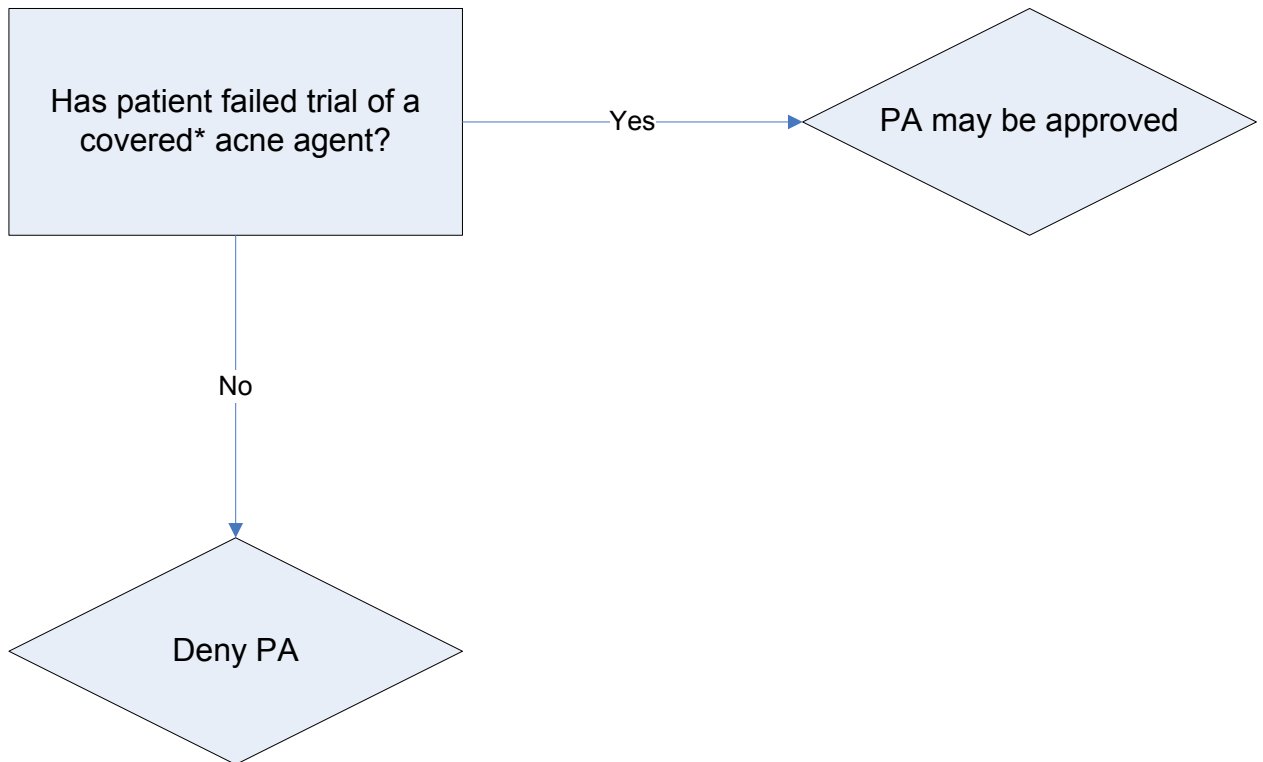 Has patient failed trial of a
covered* acne agent?
Yes
PA may be approved
No
Deny PA